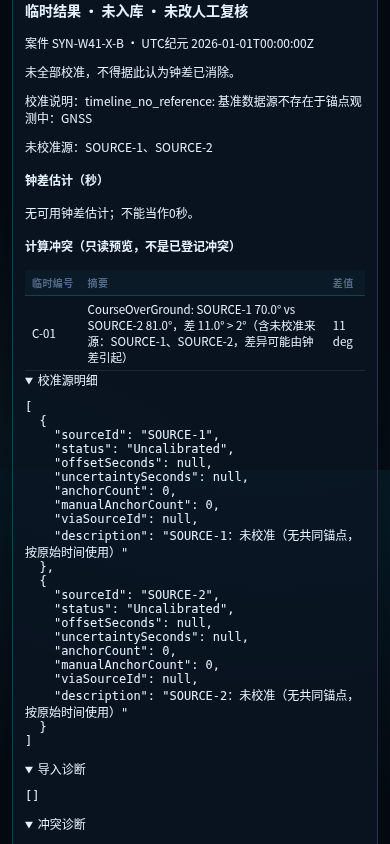 临时结果 · 未入库 · 未改人工复核
案件 SYN-W41-X-B · UTC纪元 2026-01-01T00:00:00Z
未全部校准，不得据此认为钟差已消除。
校准说明：timeline_no_reference: 基准数据源不存在于锚点观
测中：GNSS
未校准源：SOURCE-1、SOURCE-2
钟差估计（秒）
无可用钟差估计；不能当作0秒。
计算冲突（只读预览，不是已登记冲突）
临时编号 摘要 差值
C-01 CourseOverGround: SOURCE-1 70.0° vs
SOURCE-2 81.0°，差 11.0° > 2°（含未校准来
源：SOURCE-1、SOURCE-2，差异可能由钟
差引起） 11
deg
▼ 校准源明细
[
{
"sourceId": "SOURCE-1",
"status": "Uncalibrated",
"offsetSeconds": null,
"uncertaintySeconds": null,
"anchorCount": 0,
"manualAnchorCount": 0,
"viaSourceId": null,
"description": "SOURCE-1：未校准（无共同锚点，
按原始时间使用）"
},
{
"sourceId": "SOURCE-2",
"status": "Uncalibrated",
"offsetSeconds": null,
"uncertaintySeconds": null,
"anchorCount": 0,
"manualAnchorCount": 0,
"viaSourceId": null,
"description": "SOURCE-2：未校准（无共同锚点，
按原始时间使用）"
}
]
▼ 导入诊断
[]
▼ 冲突诊断